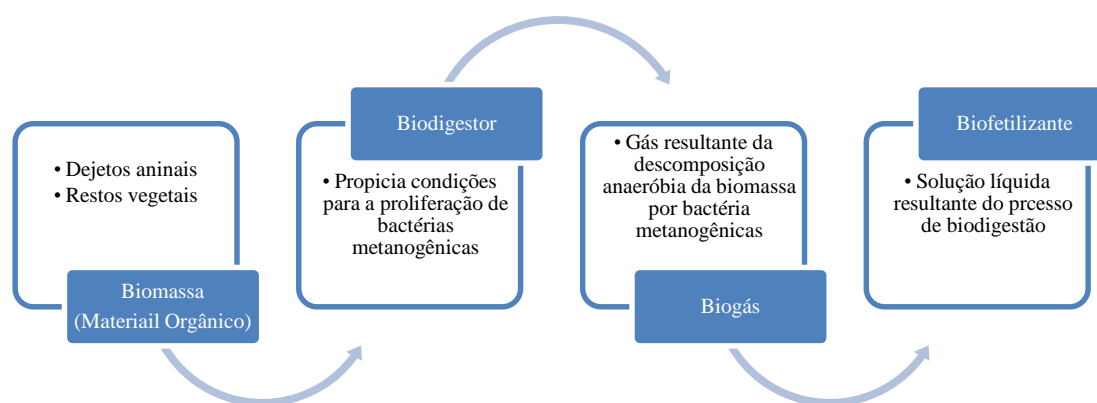 • Dejetos aninais
• Restos vegetais
Biomassa
(Materiail Orgânico)
Biodigestor
• Propicia condições
para a proliferação de
bactérias
metanogênicas
• Gás resultante da
descomposição
anaeróbia da biomassa
por bactéria
metanogênicas
Biogás
Biofetilizante
• Solução líquida
resultante do prcesso
de biodigestão